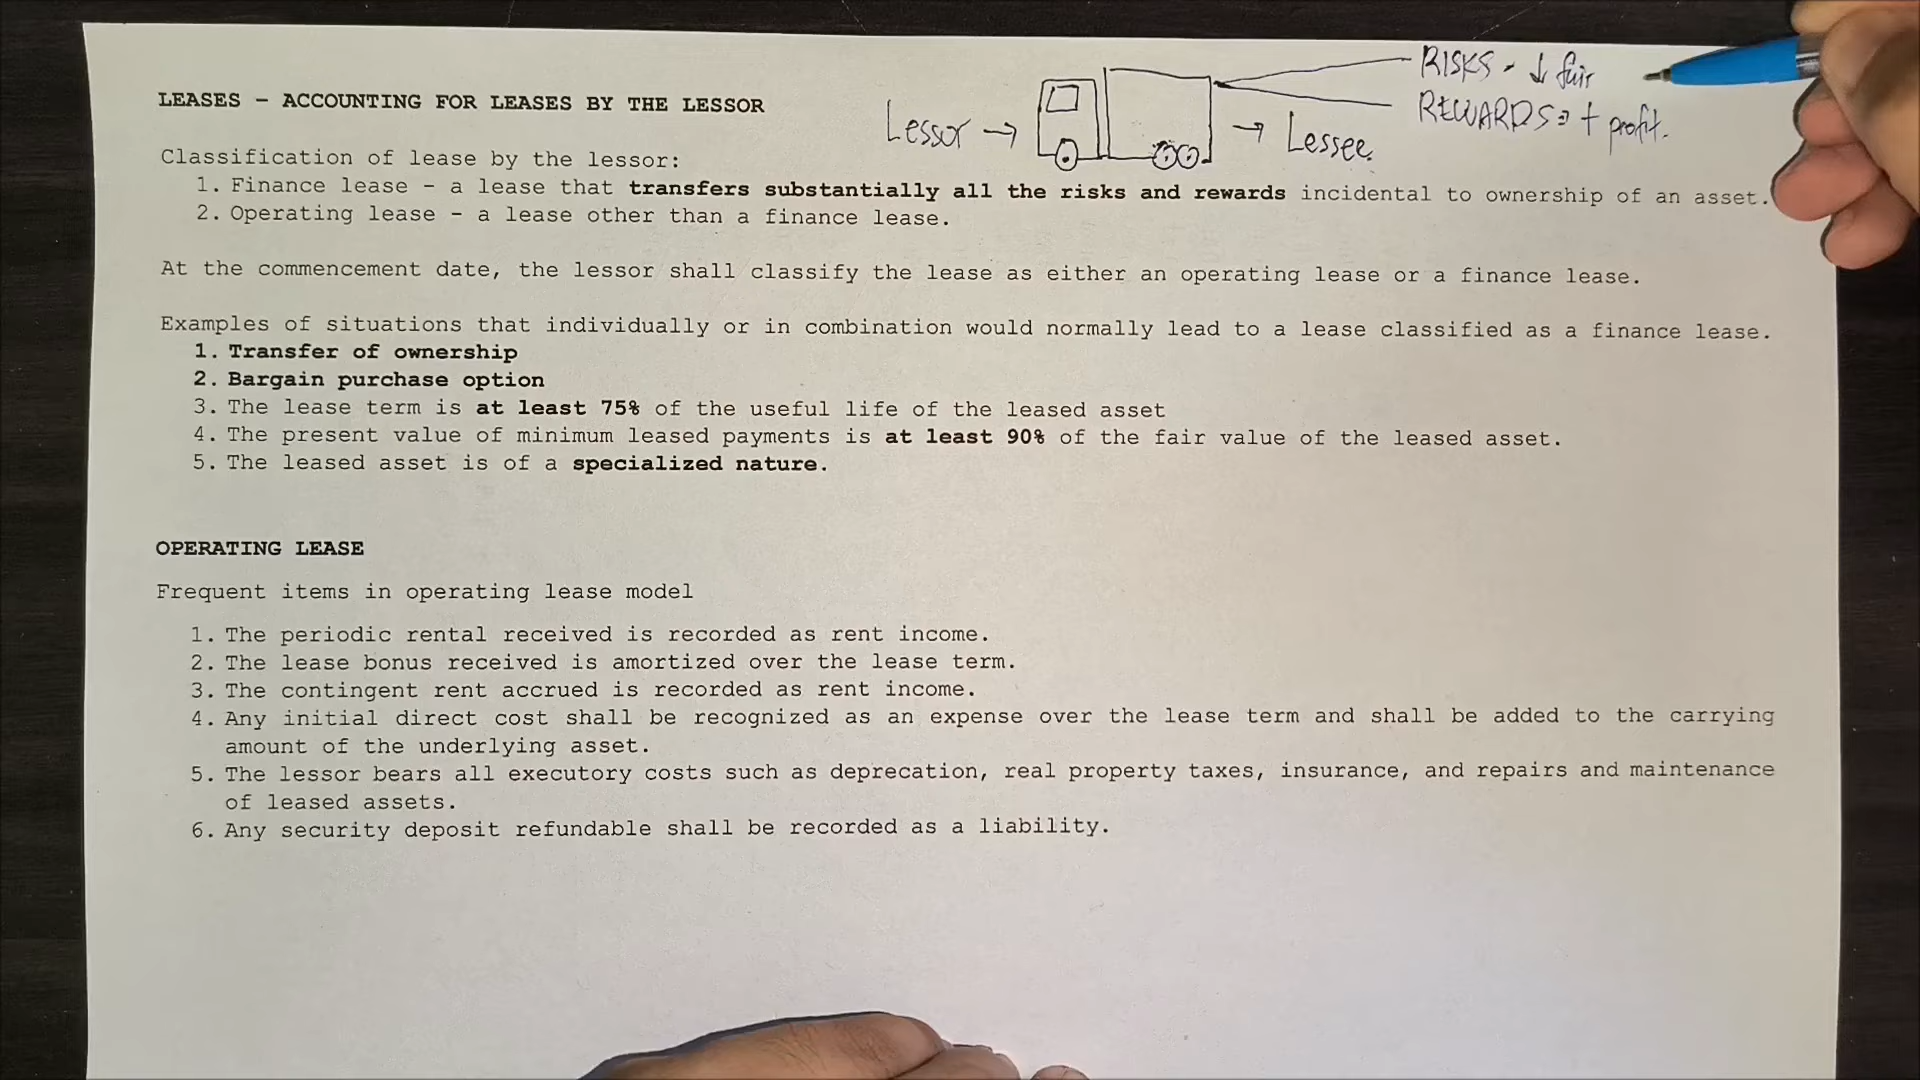 RISKS - ↓ fair
REWARDS = + profit.
Lessor → → Lessee.
LEASES – ACCOUNTING FOR LEASES BY THE LESSOR
Classification of lease by the lessor:
1. Finance lease – a lease that transfers substantially all the risks and rewards incidental to ownership of an asset.
2. Operating lease – a lease other than a finance lease.
At the commencement date, the lessor shall classify the lease as either an operating lease or a finance lease.
Examples of situations that individually or in combination would normally lead to a lease classified as a finance lease.
1. Transfer of ownership
2. Bargain purchase option
3. The lease term is at least 75% of the useful life of the leased asset
4. The present value of minimum leased payments is at least 90% of the fair value of the leased asset.
5. The leased asset is of a specialized nature.
OPERATING LEASE
Frequent items in operating lease model
1. The periodic rental received is recorded as rent income.
2. The lease bonus received is amortized over the lease term.
3. The contingent rent accrued is recorded as rent income.
4. Any initial direct cost shall be recognized as an expense over the lease term and shall be added to the carrying
amount of the underlying asset.
5. The lessor bears all executory costs such as deprecation, real property taxes, insurance, and repairs and maintenance
of leased assets.
6. Any security deposit refundable shall be recorded as a liability.